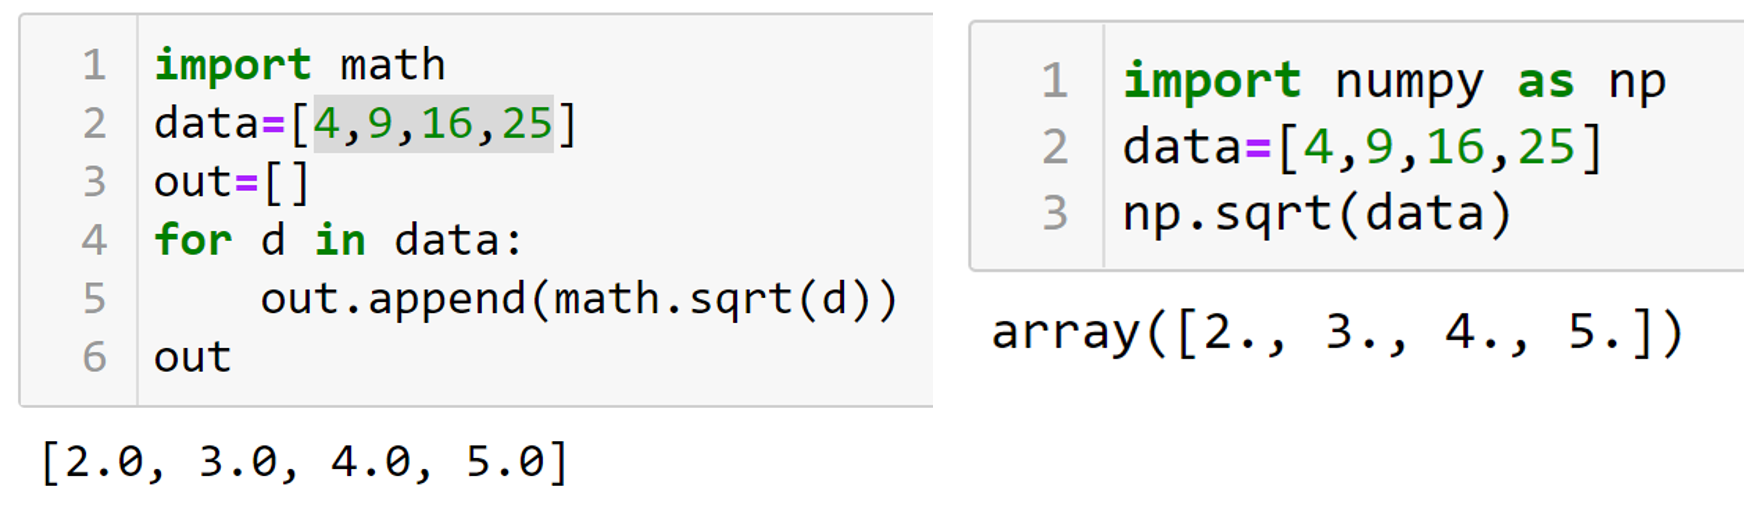 1 import math
2 data=[4,9,16,25]
3 out=[]
4 for d in data:
5     out.append(math.sqrt(d))
6 out
[2.0, 3.0, 4.0, 5.0]
1 import numpy as np
2 data=[4,9,16,25]
3 np.sqrt(data)
array([2., 3., 4., 5.])